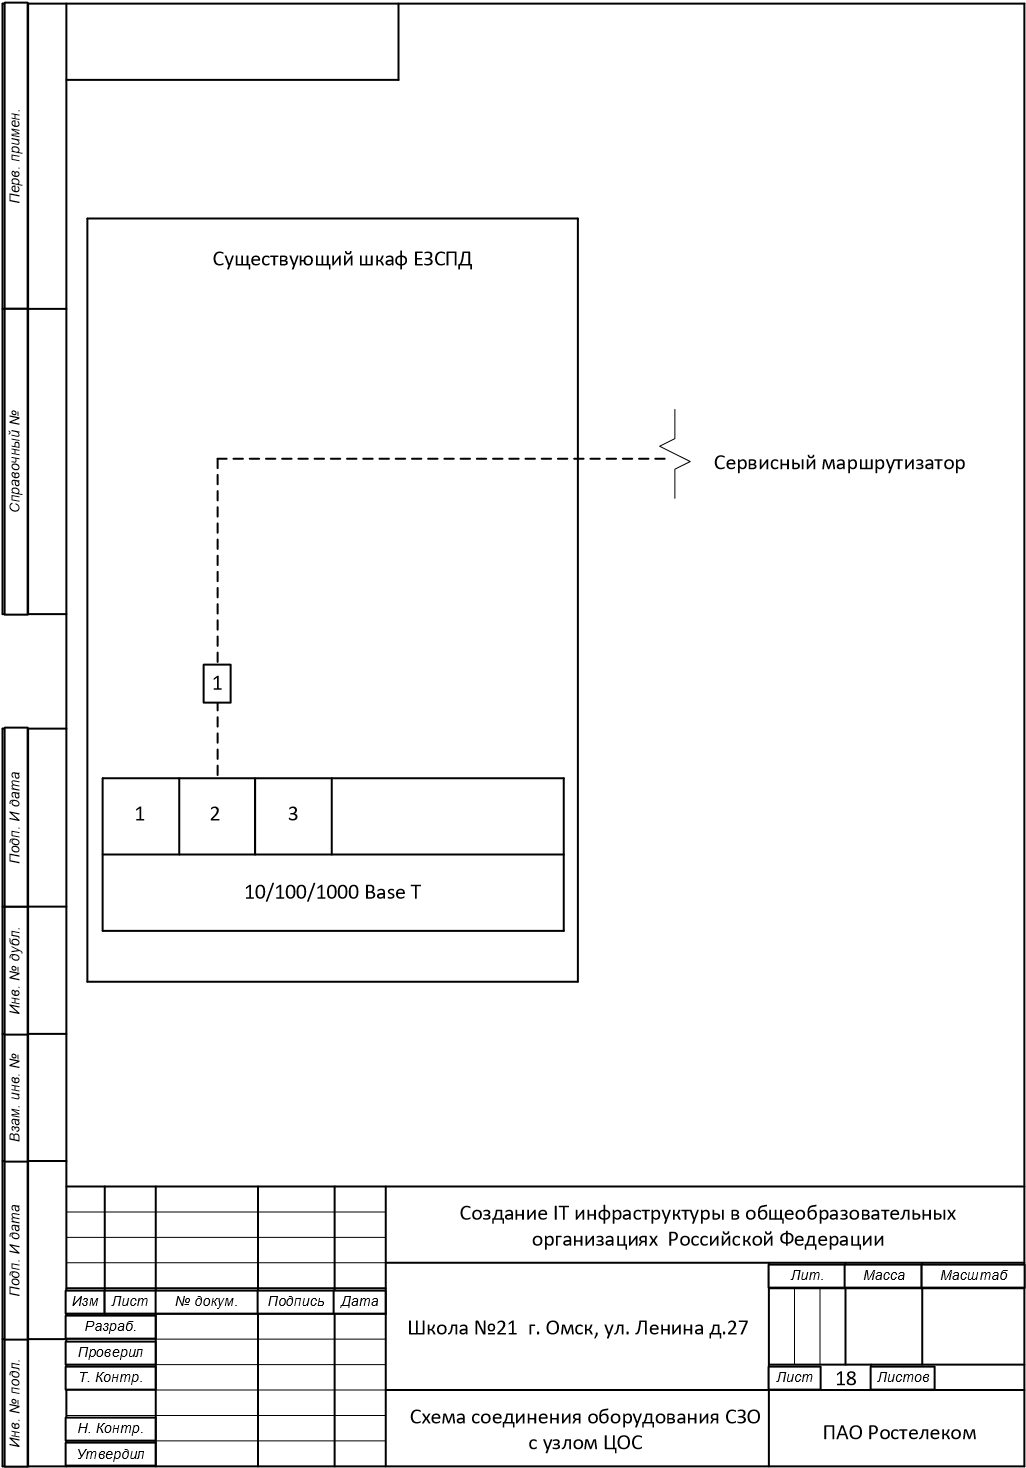 Перв. примен.
Справочный №
Подп. И дата
Инв. № дубл.
Взам. инв. №
Подп. И дата
Инв. № подл.
Существующий шкаф ЕЗСПД
Сервисный маршрутизатор
1
1 2 3
10/100/1000 Base T
Создание IT инфраструктуры в общеобразовательных
организациях Российской Федерации
Изм Лист № докум. Подпись Дата
Разраб.
Проверил
Т. Контр.
Н. Контр.
Утвердил
Школа №21 г. Омск, ул. Ленина д.27
Лит. Масса Масштаб
Лист 18 Листов
Схема соединения оборудования СЗО
с узлом ЦОС
ПАО Ростелеком